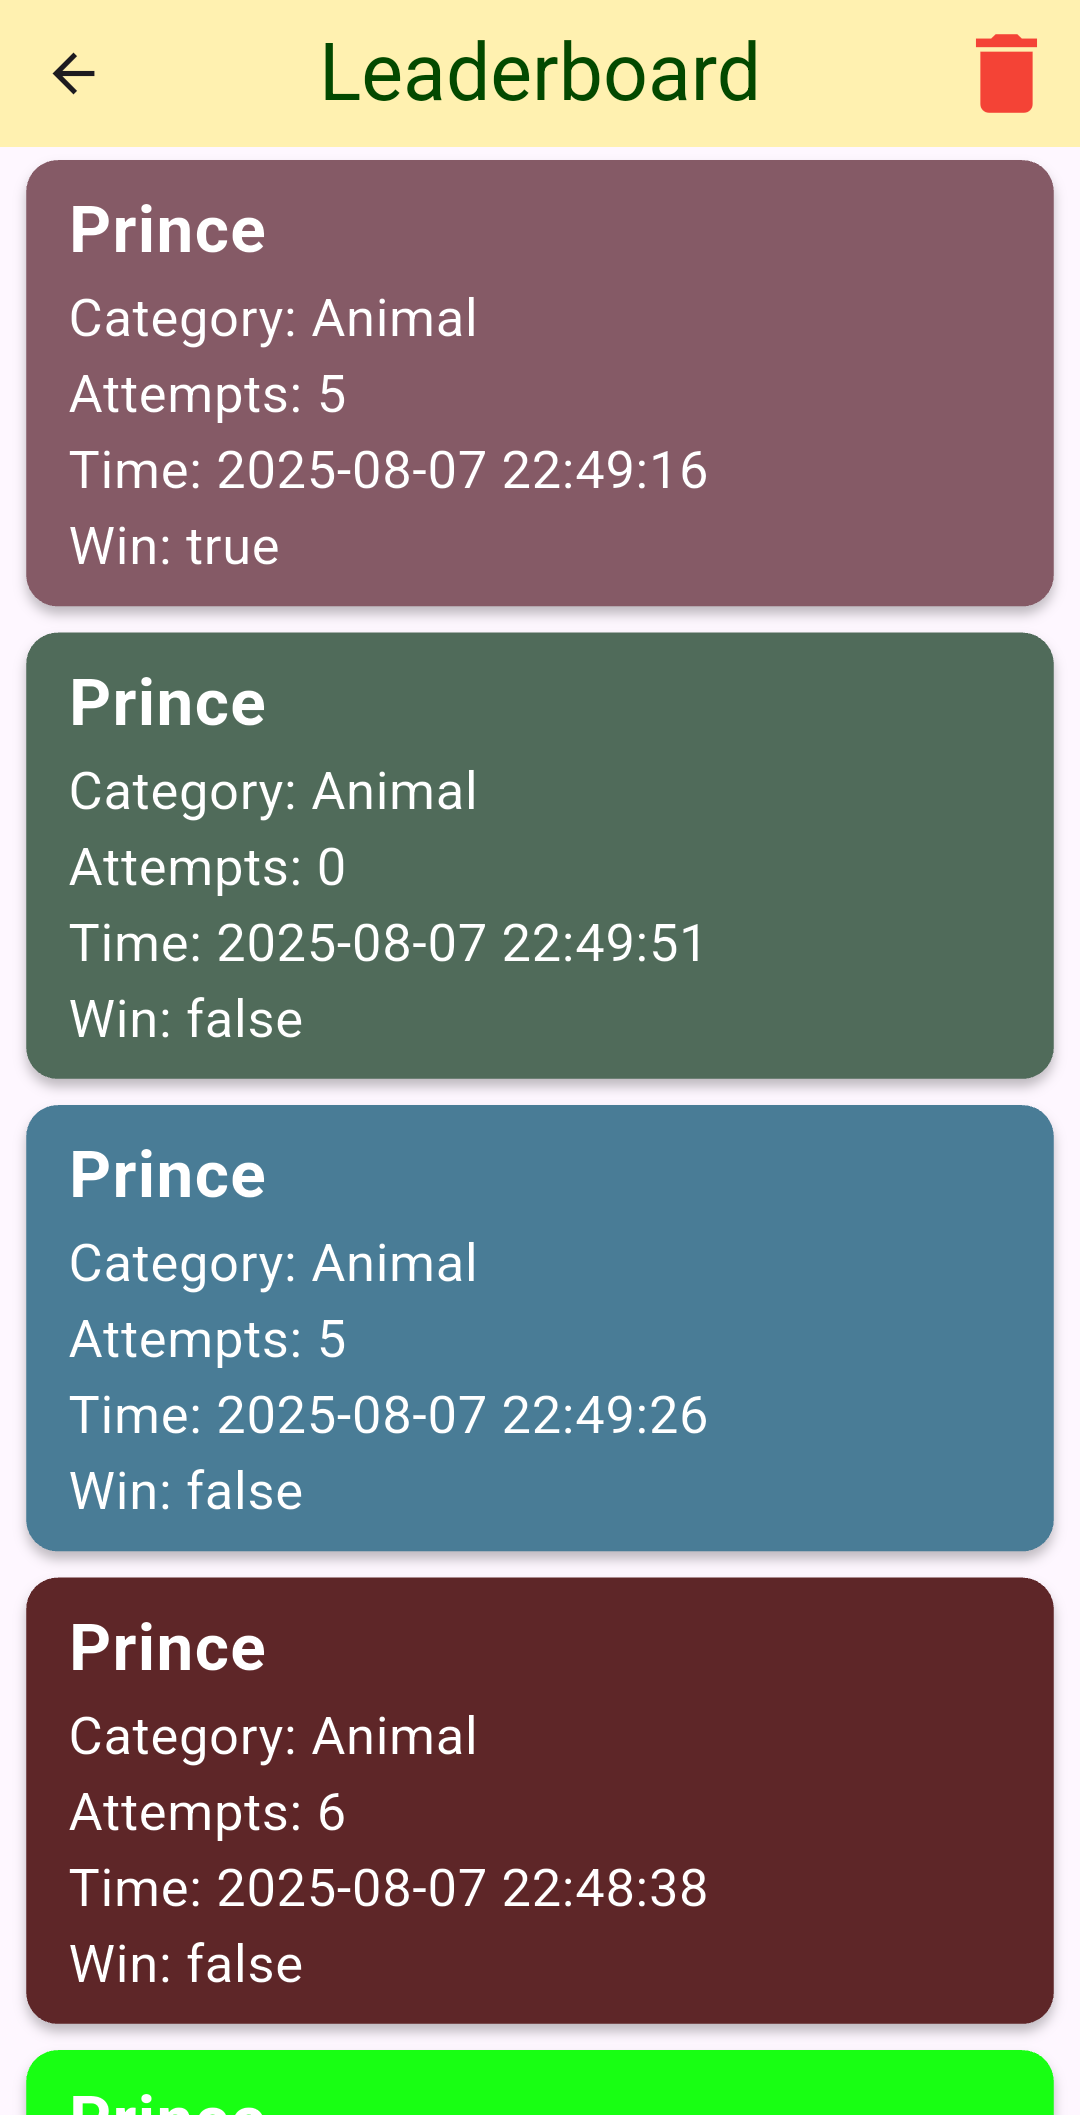 Leaderboard
Prince
Category: Animal
Attempts: 5
Time: 2025-08-07 22:49:16
Win: true
Prince
Category: Animal
Attempts: 0
Time: 2025-08-07 22:49:51
Win: false
Prince
Category: Animal
Attempts: 5
Time: 2025-08-07 22:49:26
Win: false
Prince
Category: Animal
Attempts: 6
Time: 2025-08-07 22:48:38
Win: false
Prince